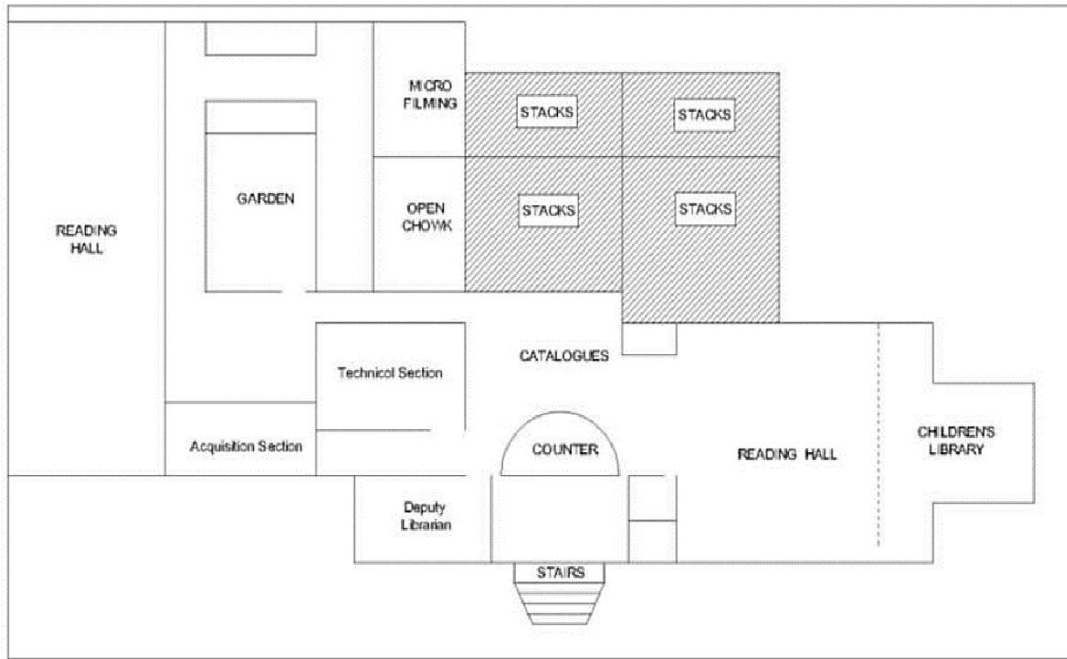 MICRO
FILMING
STACKS
STACKS
GARDEN
OPEN
CHOWK
STACKS
STACKS
READING
HALL
CATALOGUES
Technicol Section
Acquisition Section
COUNTER
READING HALL
CHILDREN'S
LIBRARY
Deputy
Librarian
STAIRS